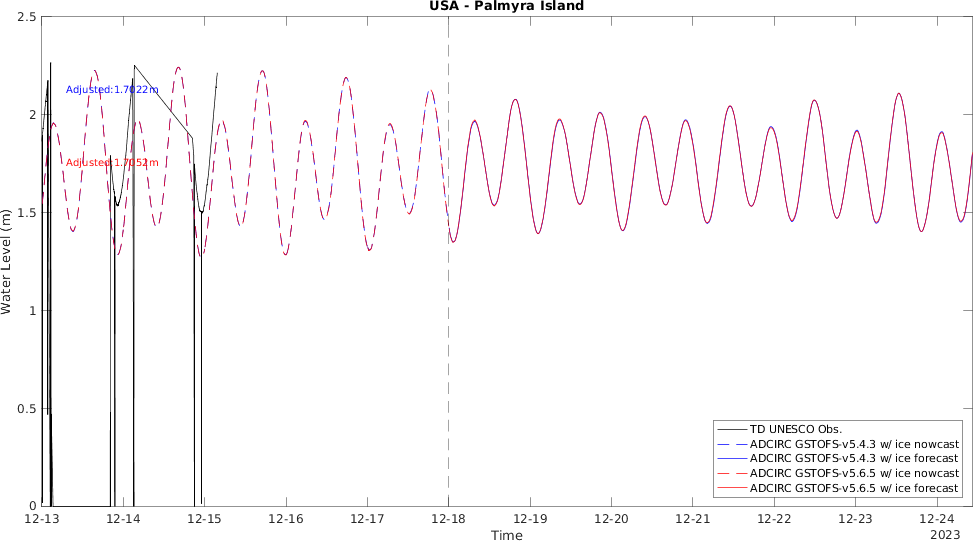 USA - Palmyra Island
2.5
2
1.5
1
0.5
0
Water Level (m)
Adjusted:1.7022m
Adjusted:1.7052m
TD UNESCO Obs.
ADCIRC GSTOFS-v5.4.3 w/ ice nowcast
ADCIRC GSTOFS-v5.4.3 w/ ice forecast
ADCIRC GSTOFS-v5.6.5 w/ ice nowcast
ADCIRC GSTOFS-v5.6.5 w/ ice forecast
12-13 12-14 12-15 12-16 12-17 12-18 12-19 12-20 12-21 12-22 12-23 12-24
Time
2023